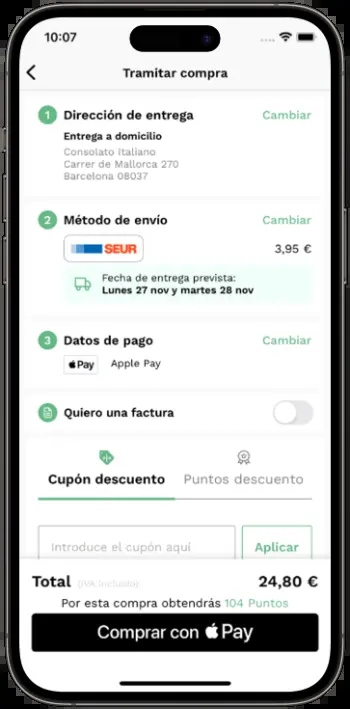 10:07
Tramitar compra
1 Dirección de entrega Cambiar
Entrega a domicilio
Consolato Italiano
Carrer de Mallorca 270
Barcelona 08037
2 Método de envío Cambiar
SEUR 3,95 €
Fecha de entrega prevista:
Lunes 27 nov y martes 28 nov
3 Datos de pago Cambiar
Pay Apple Pay
Quiero una factura
Cupón descuento Puntos descuento
Introduce el cupón aquí Aplicar
Total (IVA Incluido) 24,80 €
Por esta compra obtendrás 104 Puntos
Comprar con Pay